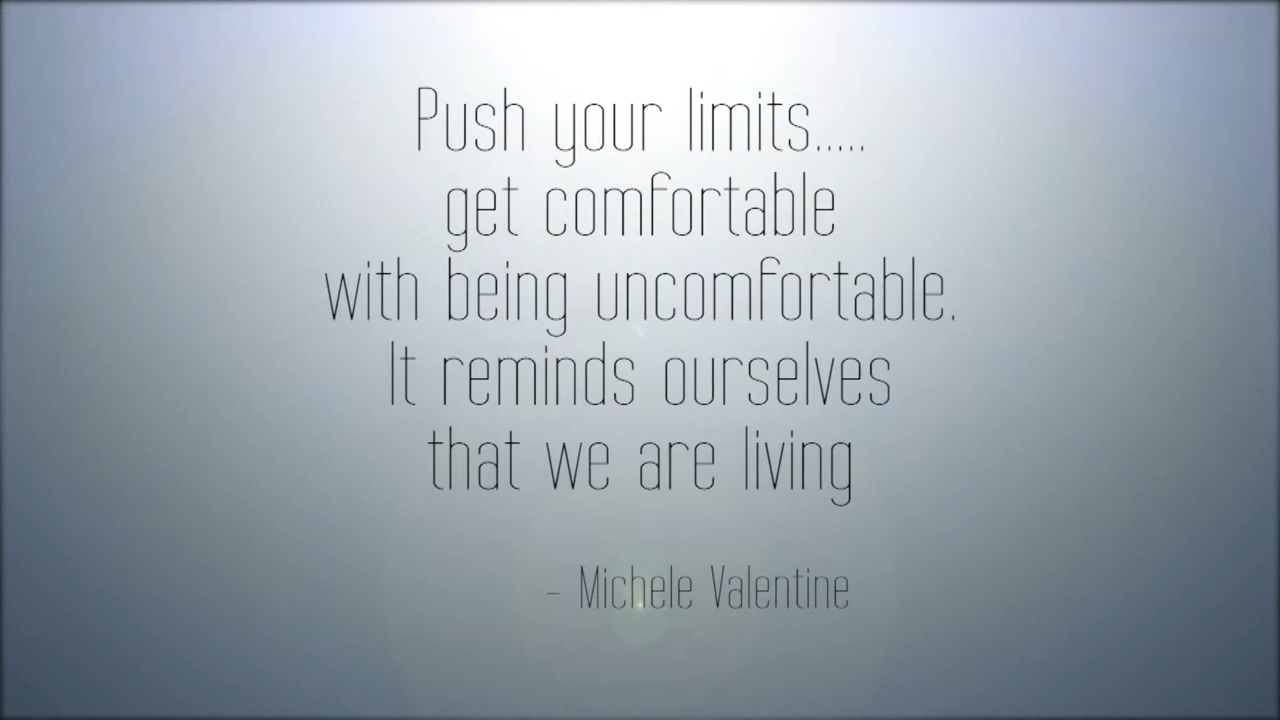 Push your limits.....
get comfortable
with being uncomfortable.
It reminds ourselves
that we are living
- Michele Valentine